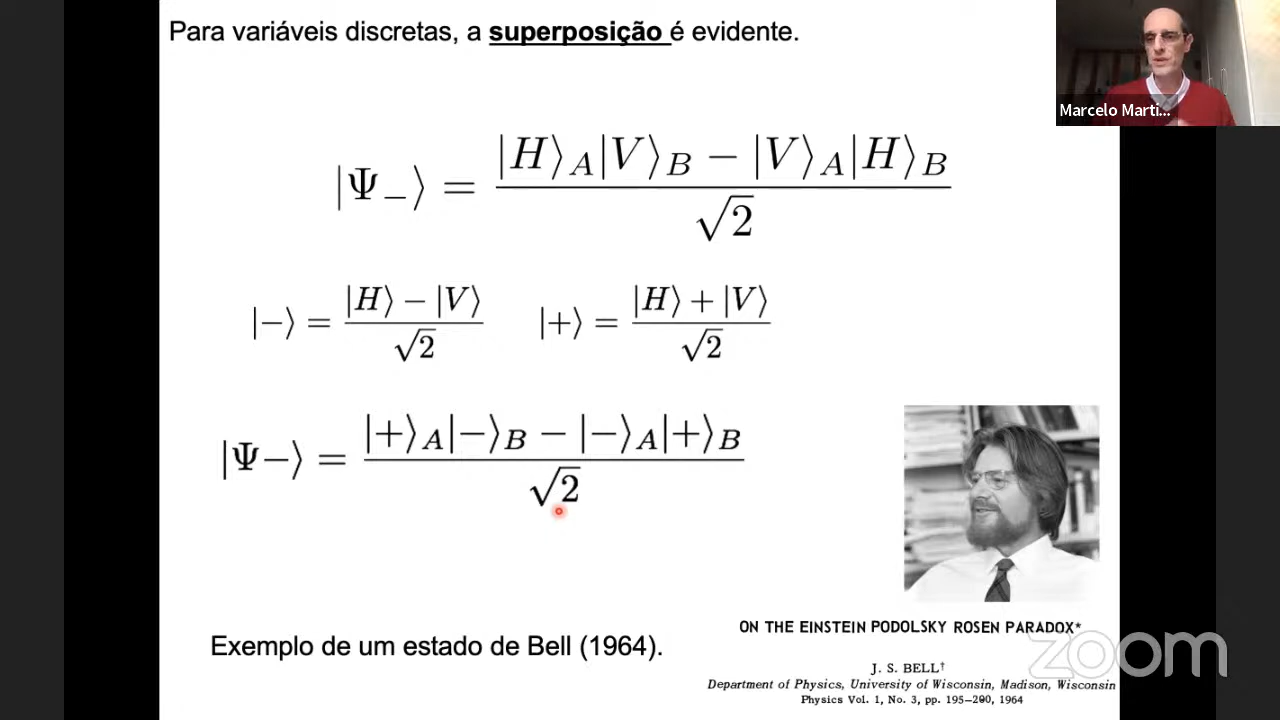 Para variáveis discretas, a superposição é evidente.
Marcelo Marti...
|Ψ₋⟩ = (|H⟩_A|V⟩_B − |V⟩_A|H⟩_B) / √2
|−⟩ = (|H⟩ − |V⟩) / √2    |+⟩ = (|H⟩ + |V⟩) / √2
|Ψ−⟩ = (|+⟩_A|−⟩_B − |−⟩_A|+⟩_B) / √2
Exemplo de um estado de Bell (1964).
ON THE EINSTEIN PODOLSKY ROSEN PARADOX*
J. S. BELL†
Department of Physics, University of Wisconsin, Madison, Wisconsin
Physics Vol. 1, No. 3, pp. 195–200, 1964
zoom